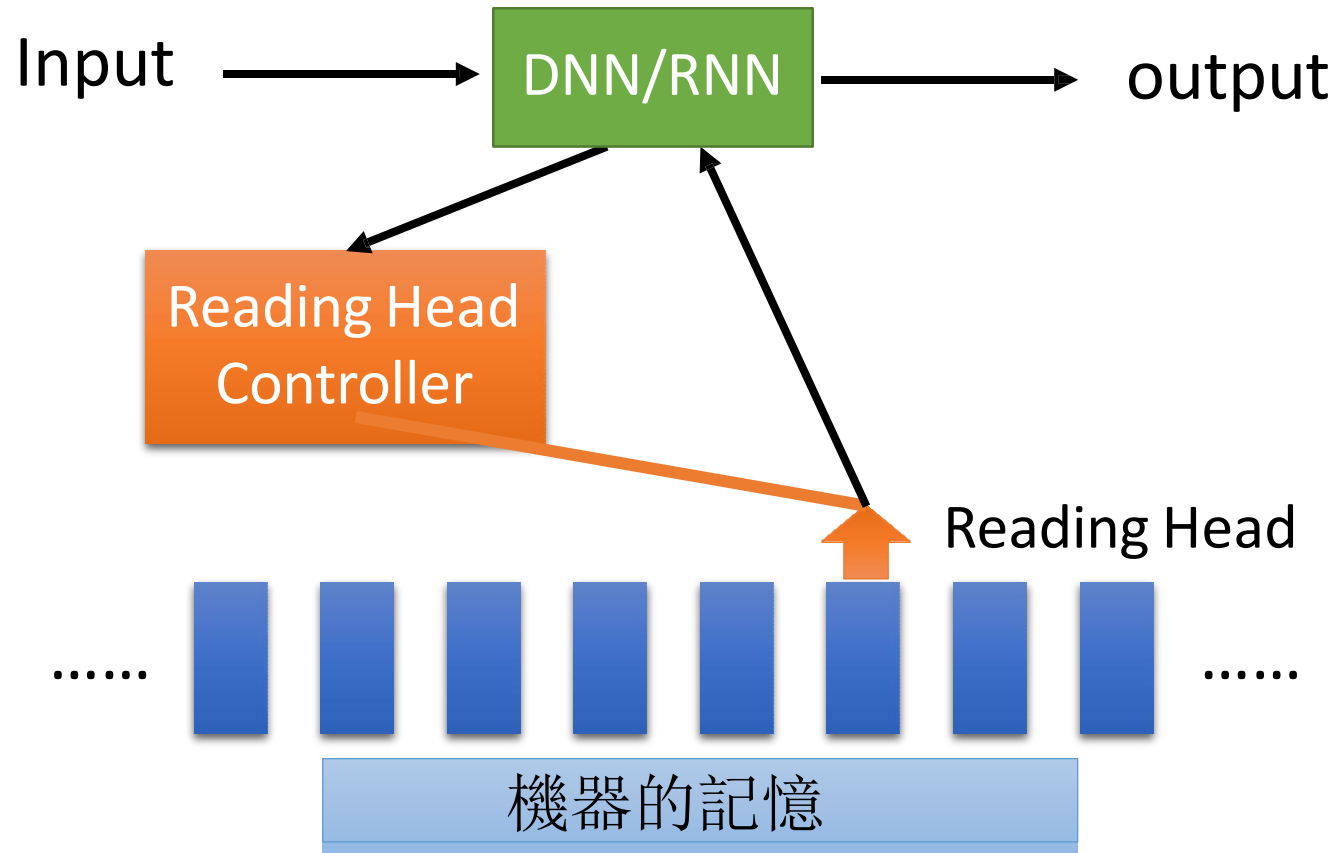 Input
DNN/RNN
output
Reading Head
Controller
Reading Head
……
……
機器的記憶